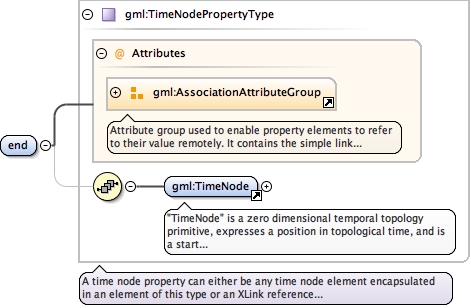 gml:TimeNodePropertyType
@ Attributes
gml:AssociationAttributeGroup
Attribute group used to enable property elements to refer
to their value remotely. It contains the simple link...
end
gml:TimeNode
"TimeNode" is a zero dimensional temporal topology
primitive, expresses a position in topological time, and is
a start...
A time node property can either be any time node element encapsulated
in an element of this type or an XLink reference...